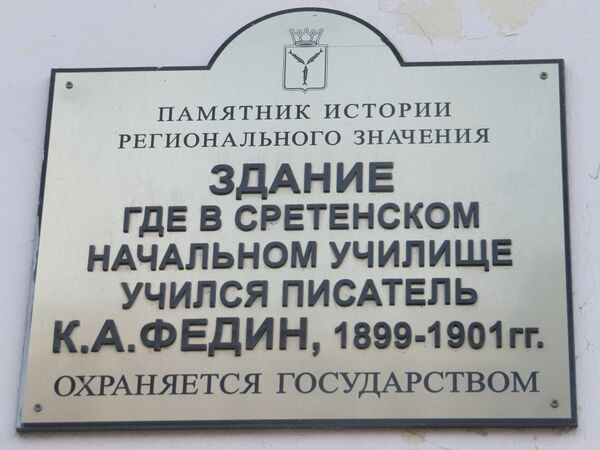 ПАМЯТНИК ИСТОРИИ
РЕГИОНАЛЬНОГО ЗНАЧЕНИЯ
ЗДАНИЕ
ГДЕ В СРЕТЕНСКОМ
НАЧАЛЬНОМ УЧИЛИЩЕ
УЧИЛСЯ ПИСАТЕЛЬ
К.А.ФЕДИН, 1899-1901гг.
ОХРАНЯЕТСЯ ГОСУДАРСТВОМ